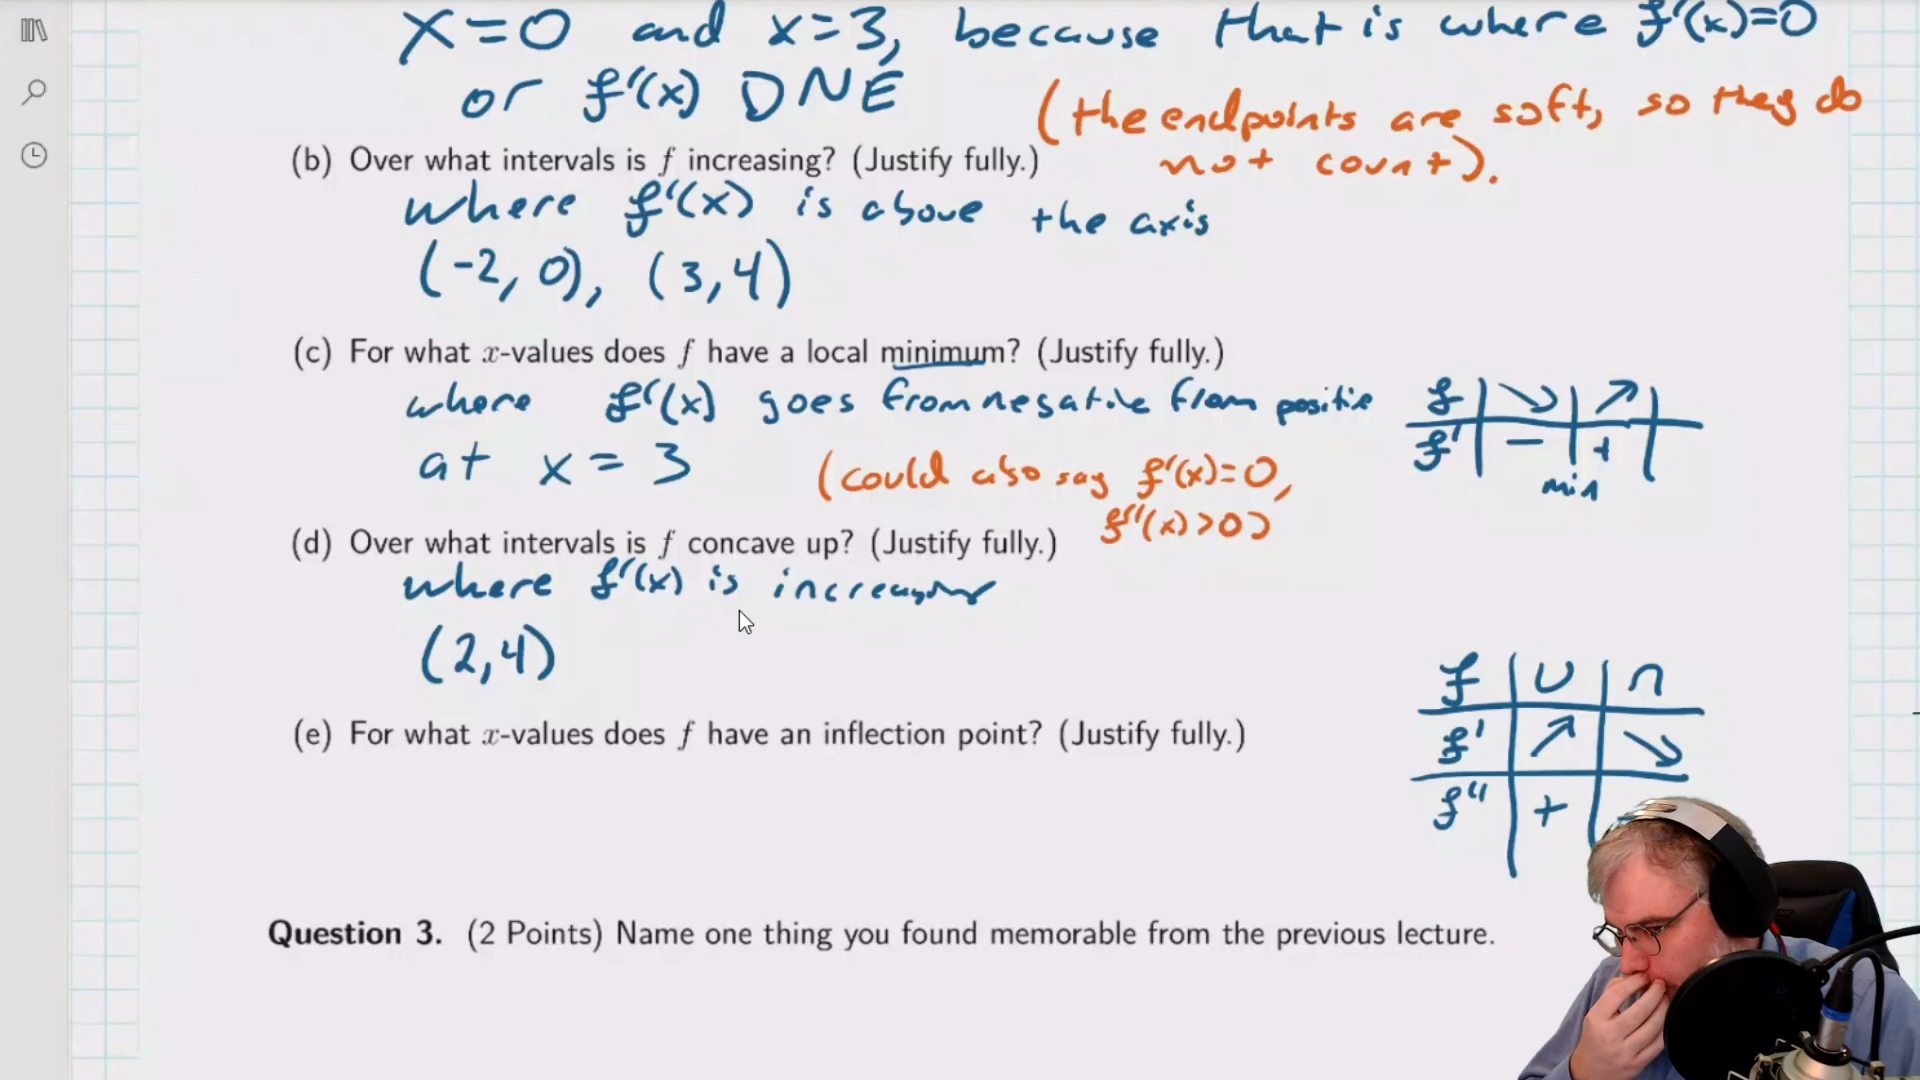 x=0 and x=3, because that is where f'(x)=0
or f'(x) DNE
(the endpoints are soft, so they do
not count).
(b) Over what intervals is f increasing? (Justify fully.)
where f'(x) is above the axis
(-2, 0), (3,4)
(c) For what x-values does f have a local minimum? (Justify fully.)
where f'(x) goes from negative from positive
at x = 3
(could also say f'(x)=0,
f''(x)>0)
f ↘ ↗
f' − +
min
(d) Over what intervals is f concave up? (Justify fully.)
where f'(x) is increasing
(2,4)
f ∪ ∩
f' ↗ ↘
f'' +
(e) For what x-values does f have an inflection point? (Justify fully.)
Question 3. (2 Points) Name one thing you found memorable from the previous lecture.